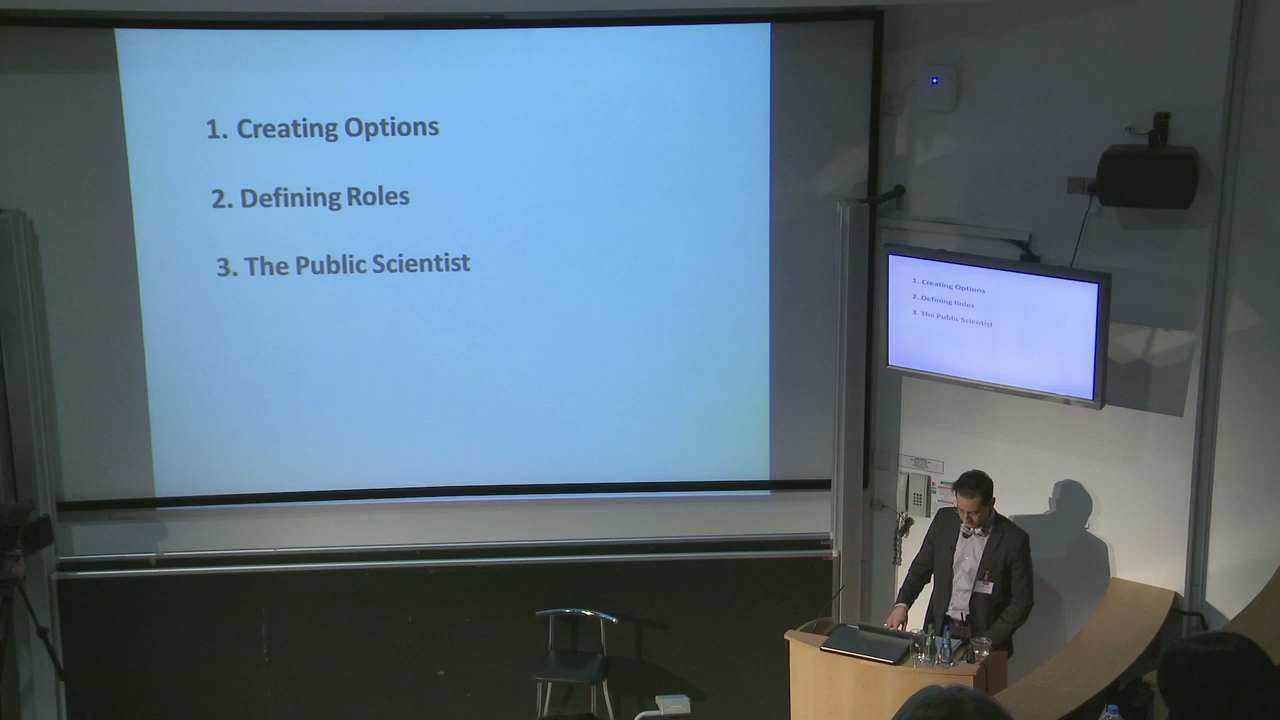 1. Creating Options
2. Defining Roles
3. The Public Scientist
1. Creating Options
2. Defining Roles
3. The Public Scientist